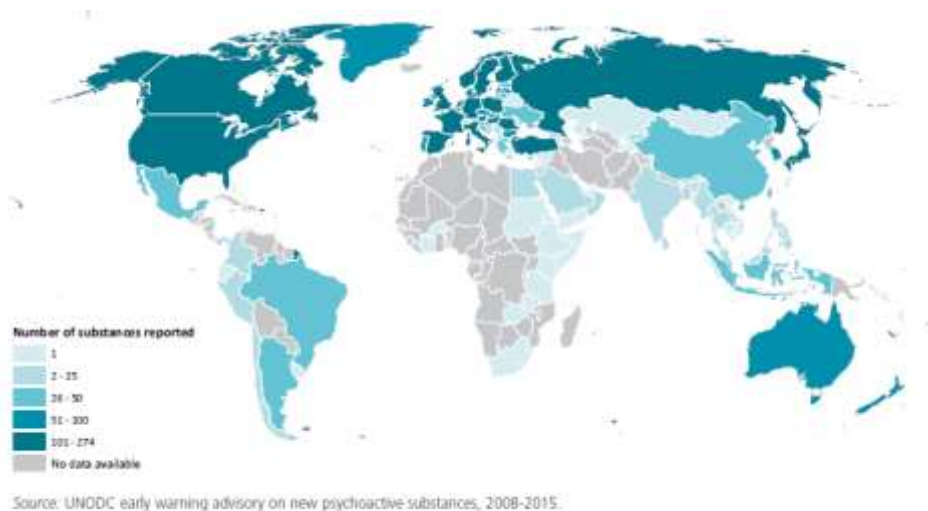 Number of substances reported
1
2 - 25
26 - 50
51 - 100
101 - 274
No data available
Source: UNODC early warning advisory on new psychoactive substances, 2008-2015.